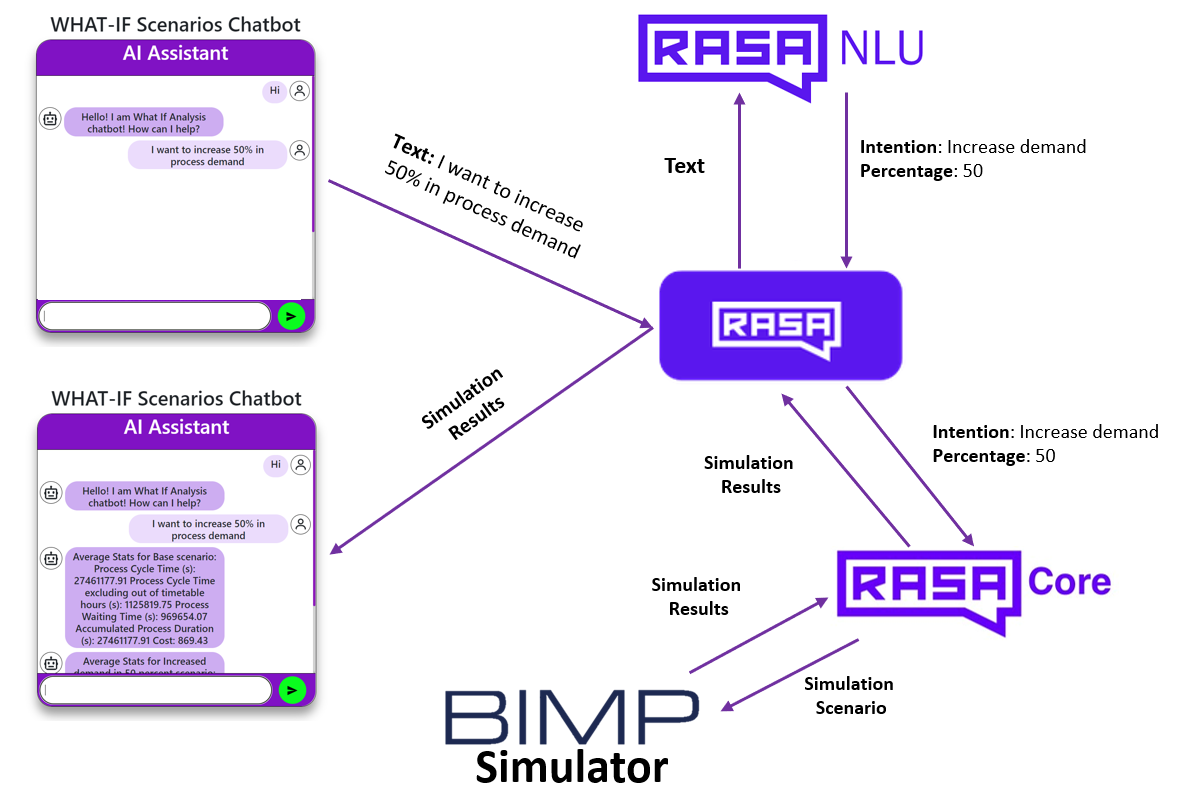 WHAT-IF Scenarios Chatbot
AI Assistant
Hi
Hello! I am What If Analysis
chatbot! How can I help?
I want to increase 50% in
process demand
Text: I want to increase
50% in process demand
RASA NLU
Text
Intention: Increase demand
Percentage: 50
RASA
Simulation
Results
WHAT-IF Scenarios Chatbot
AI Assistant
Hi
Hello! I am What If Analysis
chatbot! How can I help?
I want to increase 50% in
process demand
Average Stats for Base scenario:
Process Cycle Time (s):
27461177.91 Process Cycle Time
excluding out of timetable
hours (s): 1125819.75 Process
Waiting Time (s): 969654.07
Accumulated Process Duration
(s): 27461177.91 Cost: 869.43
Average Stats for Increased
demand in 50 percent scenario:
Intention: Increase demand
Percentage: 50
Simulation
Results
RASA Core
Simulation
Results
Simulation
Scenario
BIMP
Simulator